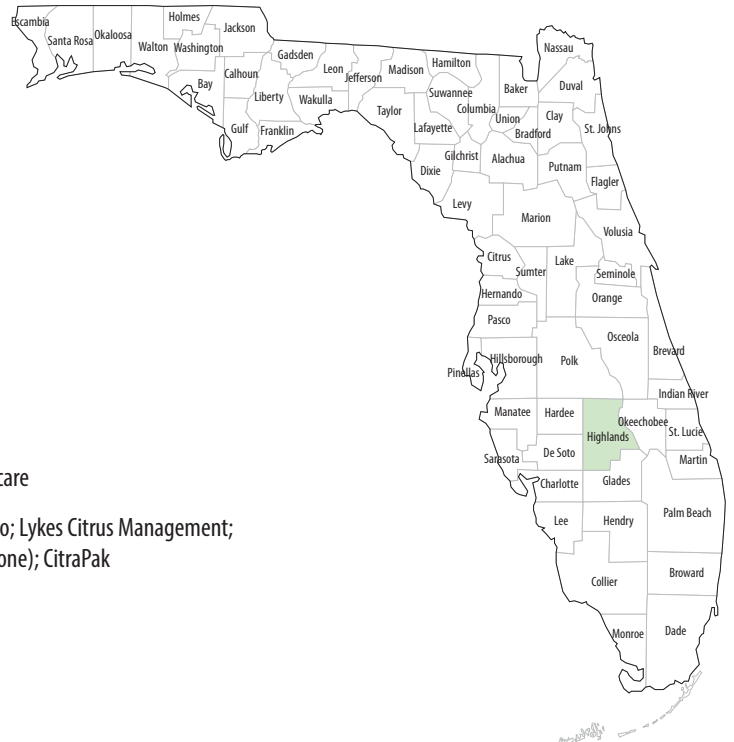 Escambia
Santa Rosa
Okaloosa
Walton
Holmes
Washington
Jackson
Bay
Calhoun
Gulf
Liberty
Gadsden
Franklin
Leon
Wakulla
Jefferson
Madison
Taylor
Hamilton
Suwannee
Lafayette
Dixie
Columbia
Gilchrist
Levy
Baker
Union
Bradford
Alachua
Nassau
Duval
Clay
St. Johns
Putnam
Flagler
Marion
Volusia
Citrus
Sumter
Lake
Seminole
Hernando
Orange
Pasco
Osceola
Brevard
Pinellas
Hillsborough
Polk
Indian River
Manatee
Hardee
Highlands
Okeechobee
St. Lucie
Sarasota
De Soto
Martin
Charlotte
Glades
Lee
Hendry
Palm Beach
Collier
Broward
Monroe
Dade
care
o; Lykes Citrus Management;
one); CitraPak